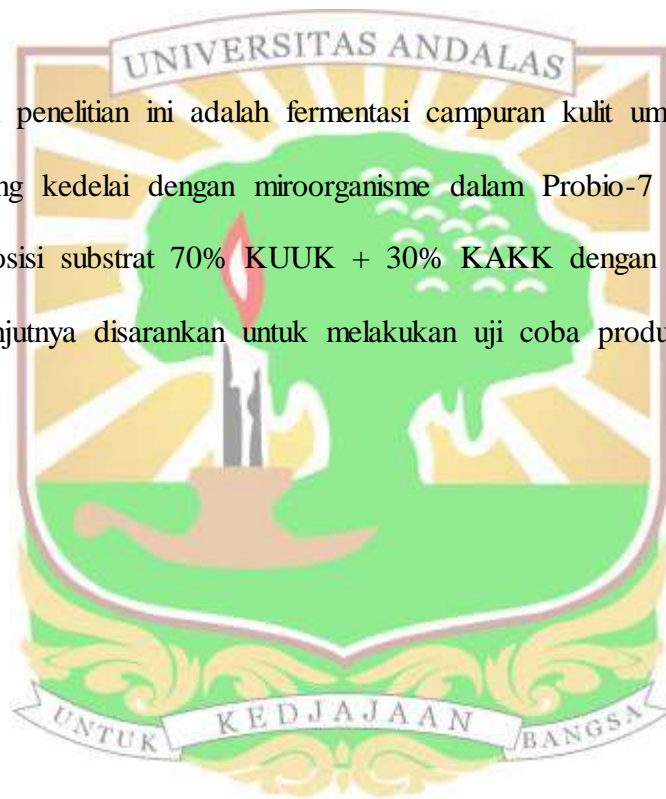 UNIVERSITAS ANDALAS
penelitian ini adalah fermentasi campuran kulit um
ng kedelai dengan miroorganisme dalam Probio-7
osisi substrat 70% KUUK + 30% KAKK dengan
njutnya disarankan untuk melakukan uji coba produ
UNTUK KEDJAJAAN BANGSA